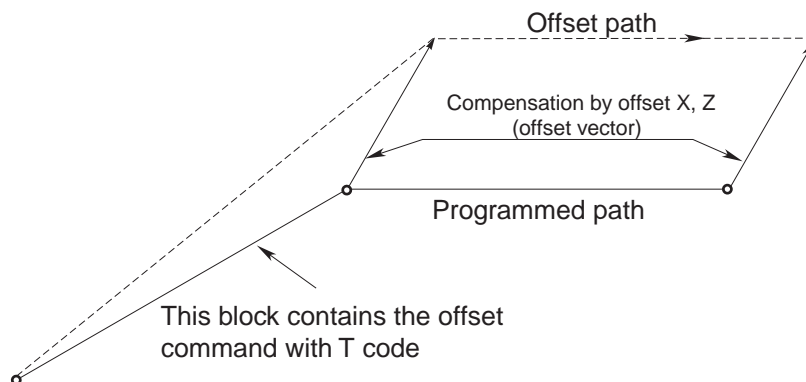 Offset path
Compensation by offset X, Z
(offset vector)
Programmed path
This block contains the offset
command with T code